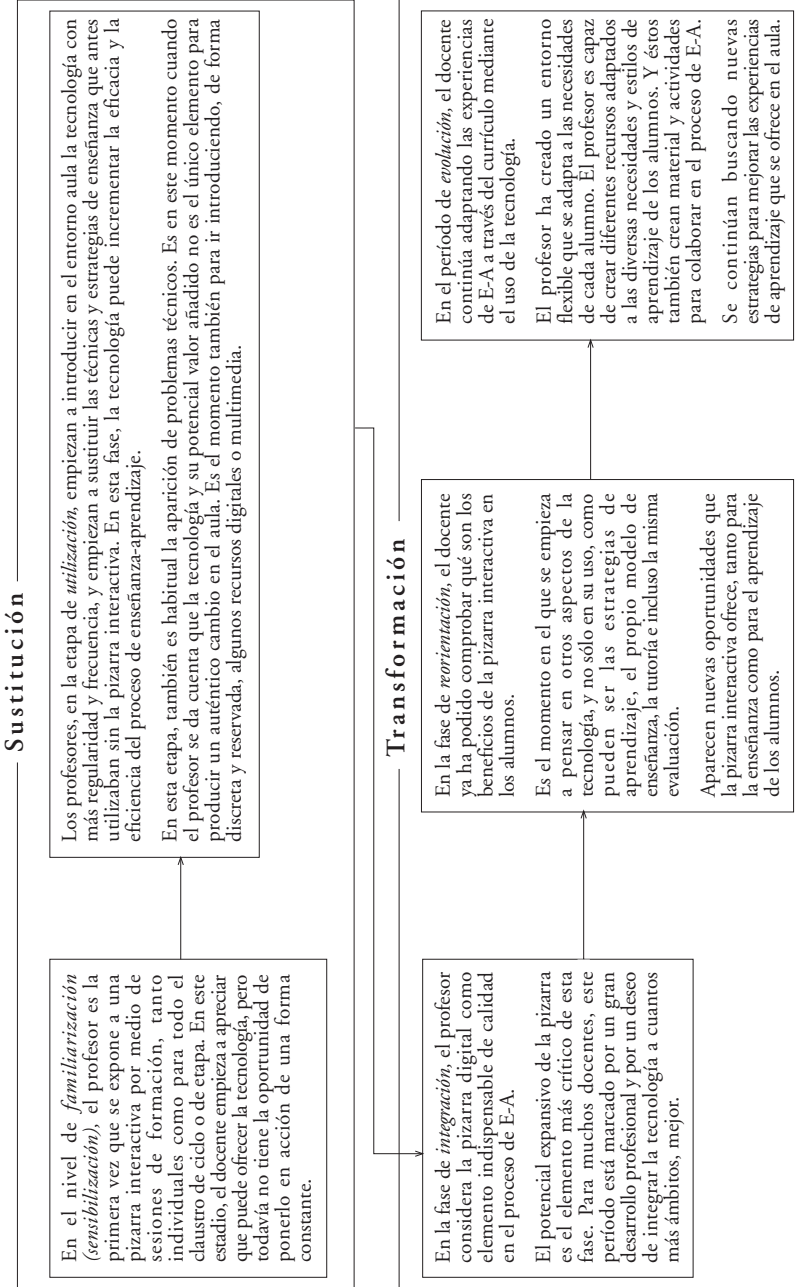 Sustitución
En el nivel de familiarización
(sensibilización), el profesor es la
primera vez que se expone a una
pizarra interactiva por medio de
sesiones de formación, tanto
individuales como para todo el
claustro de ciclo o de etapa. En este
estadio, el docente empieza a apreciar
que puede ofrecer la tecnología, pero
todavía no tiene la oportunidad de
ponerlo en acción de una forma
constante.
Los profesores, en la etapa de utilización, empiezan a introducir en el entorno aula la tecnología con
más regularidad y frecuencia, y empiezan a sustituir las técnicas y estrategias de enseñanza que antes
utilizaban sin la pizarra interactiva. En esta fase, la tecnología puede incrementar la eficacia y la
eficiencia del proceso de enseñanza-aprendizaje.
En esta etapa, también es habitual la aparición de problemas técnicos. Es en este momento cuando
el profesor se da cuenta que la tecnología y su potencial valor añadido no es el único elemento para
producir un auténtico cambio en el aula. Es el momento también para ir introduciendo, de forma
discreta y reservada, algunos recursos digitales o multimedia.
Transformación
En la fase de integración, el profesor
considera la pizarra digital como
elemento indispensable de calidad
en el proceso de E-A.
El potencial expansivo de la pizarra
es el elemento más crítico de esta
fase. Para muchos docentes, este
período está marcado por un gran
desarrollo profesional y por un deseo
de integrar la tecnología a cuantos
más ámbitos, mejor.
En la fase de reorientación, el docente
ya ha podido comprobar qué son los
beneficios de la pizarra interactiva en
los alumnos.
Es el momento en el que se empieza
a pensar en otros aspectos de la
tecnología, y no sólo en su uso, como
pueden ser las estrategias de
aprendizaje, el propio modelo de
enseñanza, la tutoría e incluso la misma
evaluación.
Aparecen nuevas oportunidades que
la pizarra interactiva ofrece, tanto para
la enseñanza como para el aprendizaje
de los alumnos.
En el período de evolución, el docente
continúa adaptando las experiencias
de E-A a través del currículo mediante
el uso de la tecnología.
El profesor ha creado un entorno
flexible que se adapta a las necesidades
de cada alumno. El profesor es capaz
de crear diferentes recursos adaptados
a las diversas necesidades y estilos de
aprendizaje de los alumnos. Y éstos
también crean material y actividades
para colaborar en el proceso de E-A.
Se continúan buscando nuevas
estrategias para mejorar las experiencias
de aprendizaje que se ofrece en el aula.